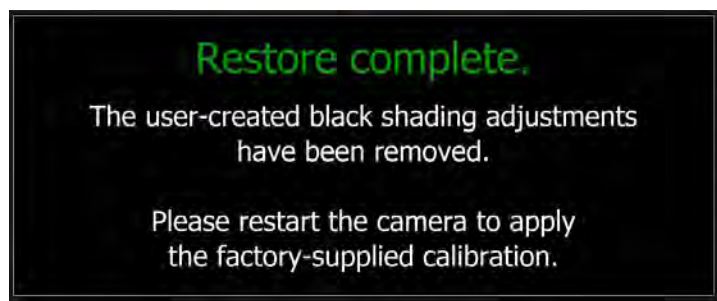 Restore complete.
The user-created black shading adjustments
have been removed.
Please restart the camera to apply
the factory-supplied calibration.